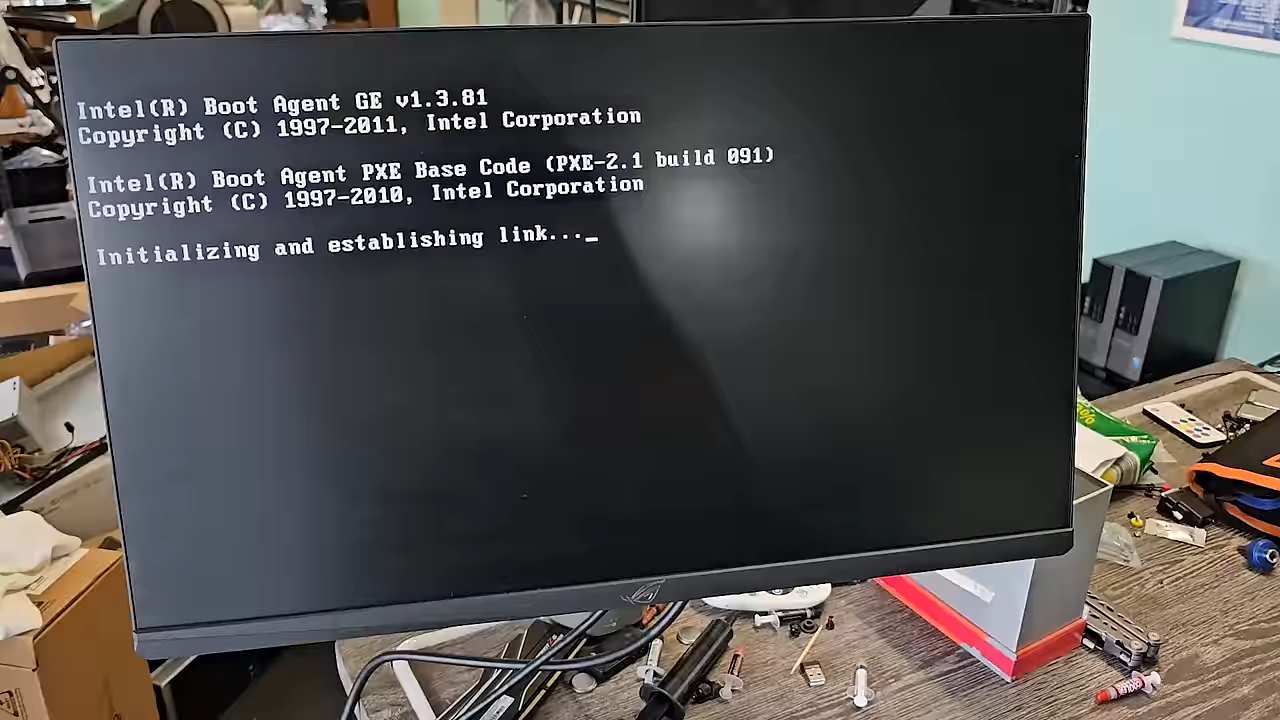 Intel(R) Boot Agent GE v1.3.81
Copyright (C) 1997-2011, Intel Corporation
Intel(R) Boot Agent PXE Base Code (PXE-2.1 build 091)
Copyright (C) 1997-2010, Intel Corporation
Initializing and establishing link..._